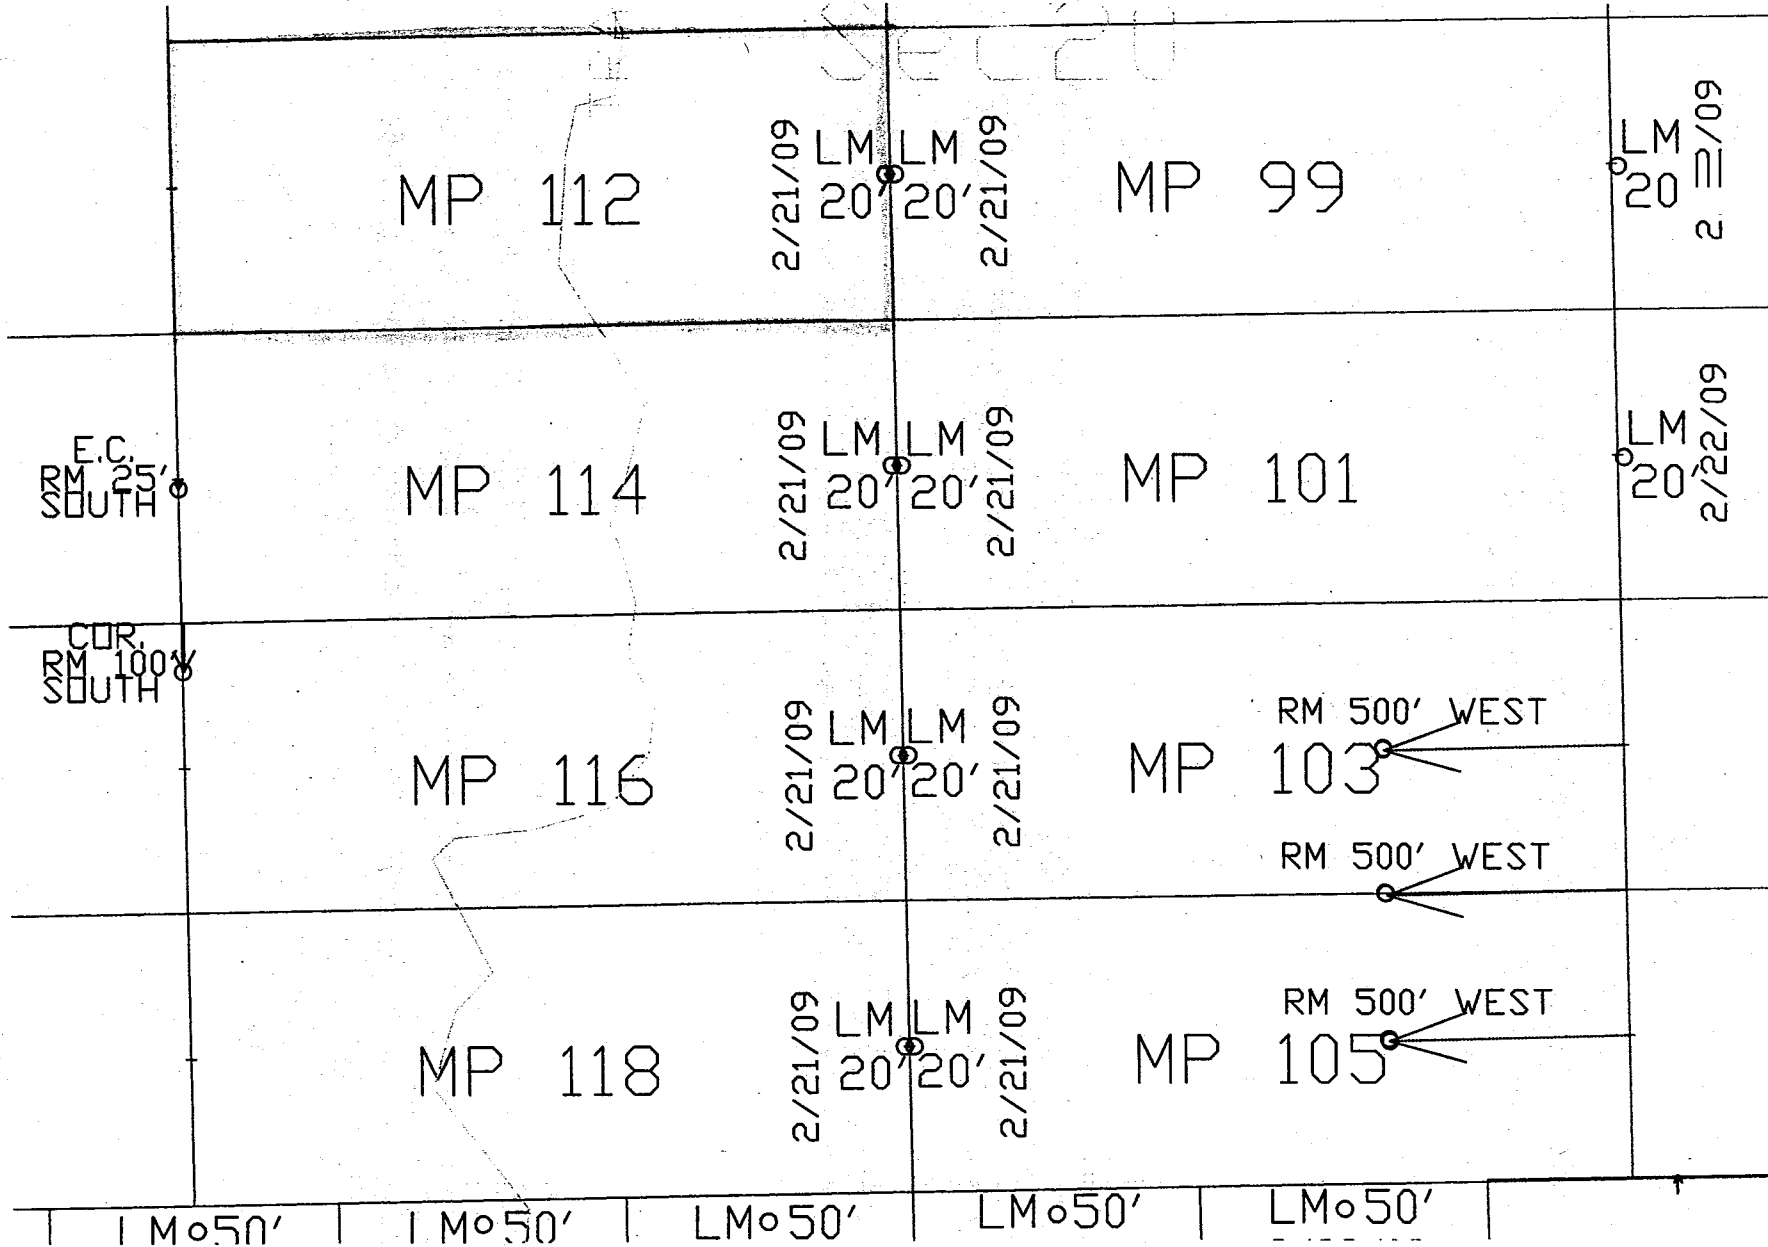 Sec 20
2/21/09
LM LM
20' 20'
2/21/09
MP 112
MP 99
LM
20
2 /09
E.C.
RM 25'
SOUTH
MP 114
2/21/09
LM LM
20' 20'
2/21/09
MP 101
LM
20'
2/22/09
COR.
RM 100'
SOUTH
MP 116
2/21/09
LM LM
20' 20'
2/21/09
RM 500' WEST
MP 103
RM 500' WEST
MP 118
2/21/09
LM LM
20' 20'
2/21/09
RM 500' WEST
MP 105
LM 50'
LM 50'
LM 50'
LM 50'
LM 50'